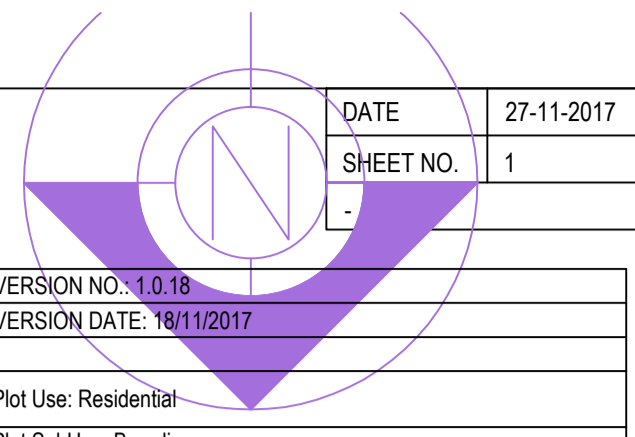 DATE 27-11-2017
SHEET NO. 1
-
N
VERSION NO.: 1.0.18
VERSION DATE: 18/11/2017
Plot Use: Residential